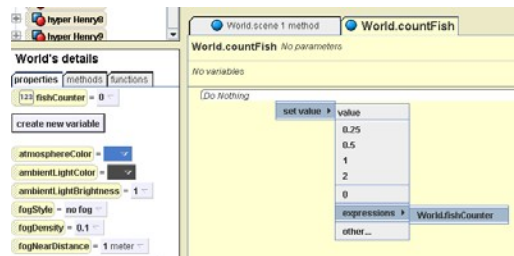 hyper Henry8
hyper Henry9
World's details
properties methods functions
123 fishCounter = 0
create new variable
atmosphereColor =
ambientLightColor =
ambientLightBrightness = 1
fogStyle = no fog
fogDensity = 0.1
fogNearDistance = 1 meter
World.scene 1 method
World.countFish
World.countFish No parameters
No variables
Do Nothing
set value
value
0.25
0.5
1
2
0
expressions
World.fishCounter
other...